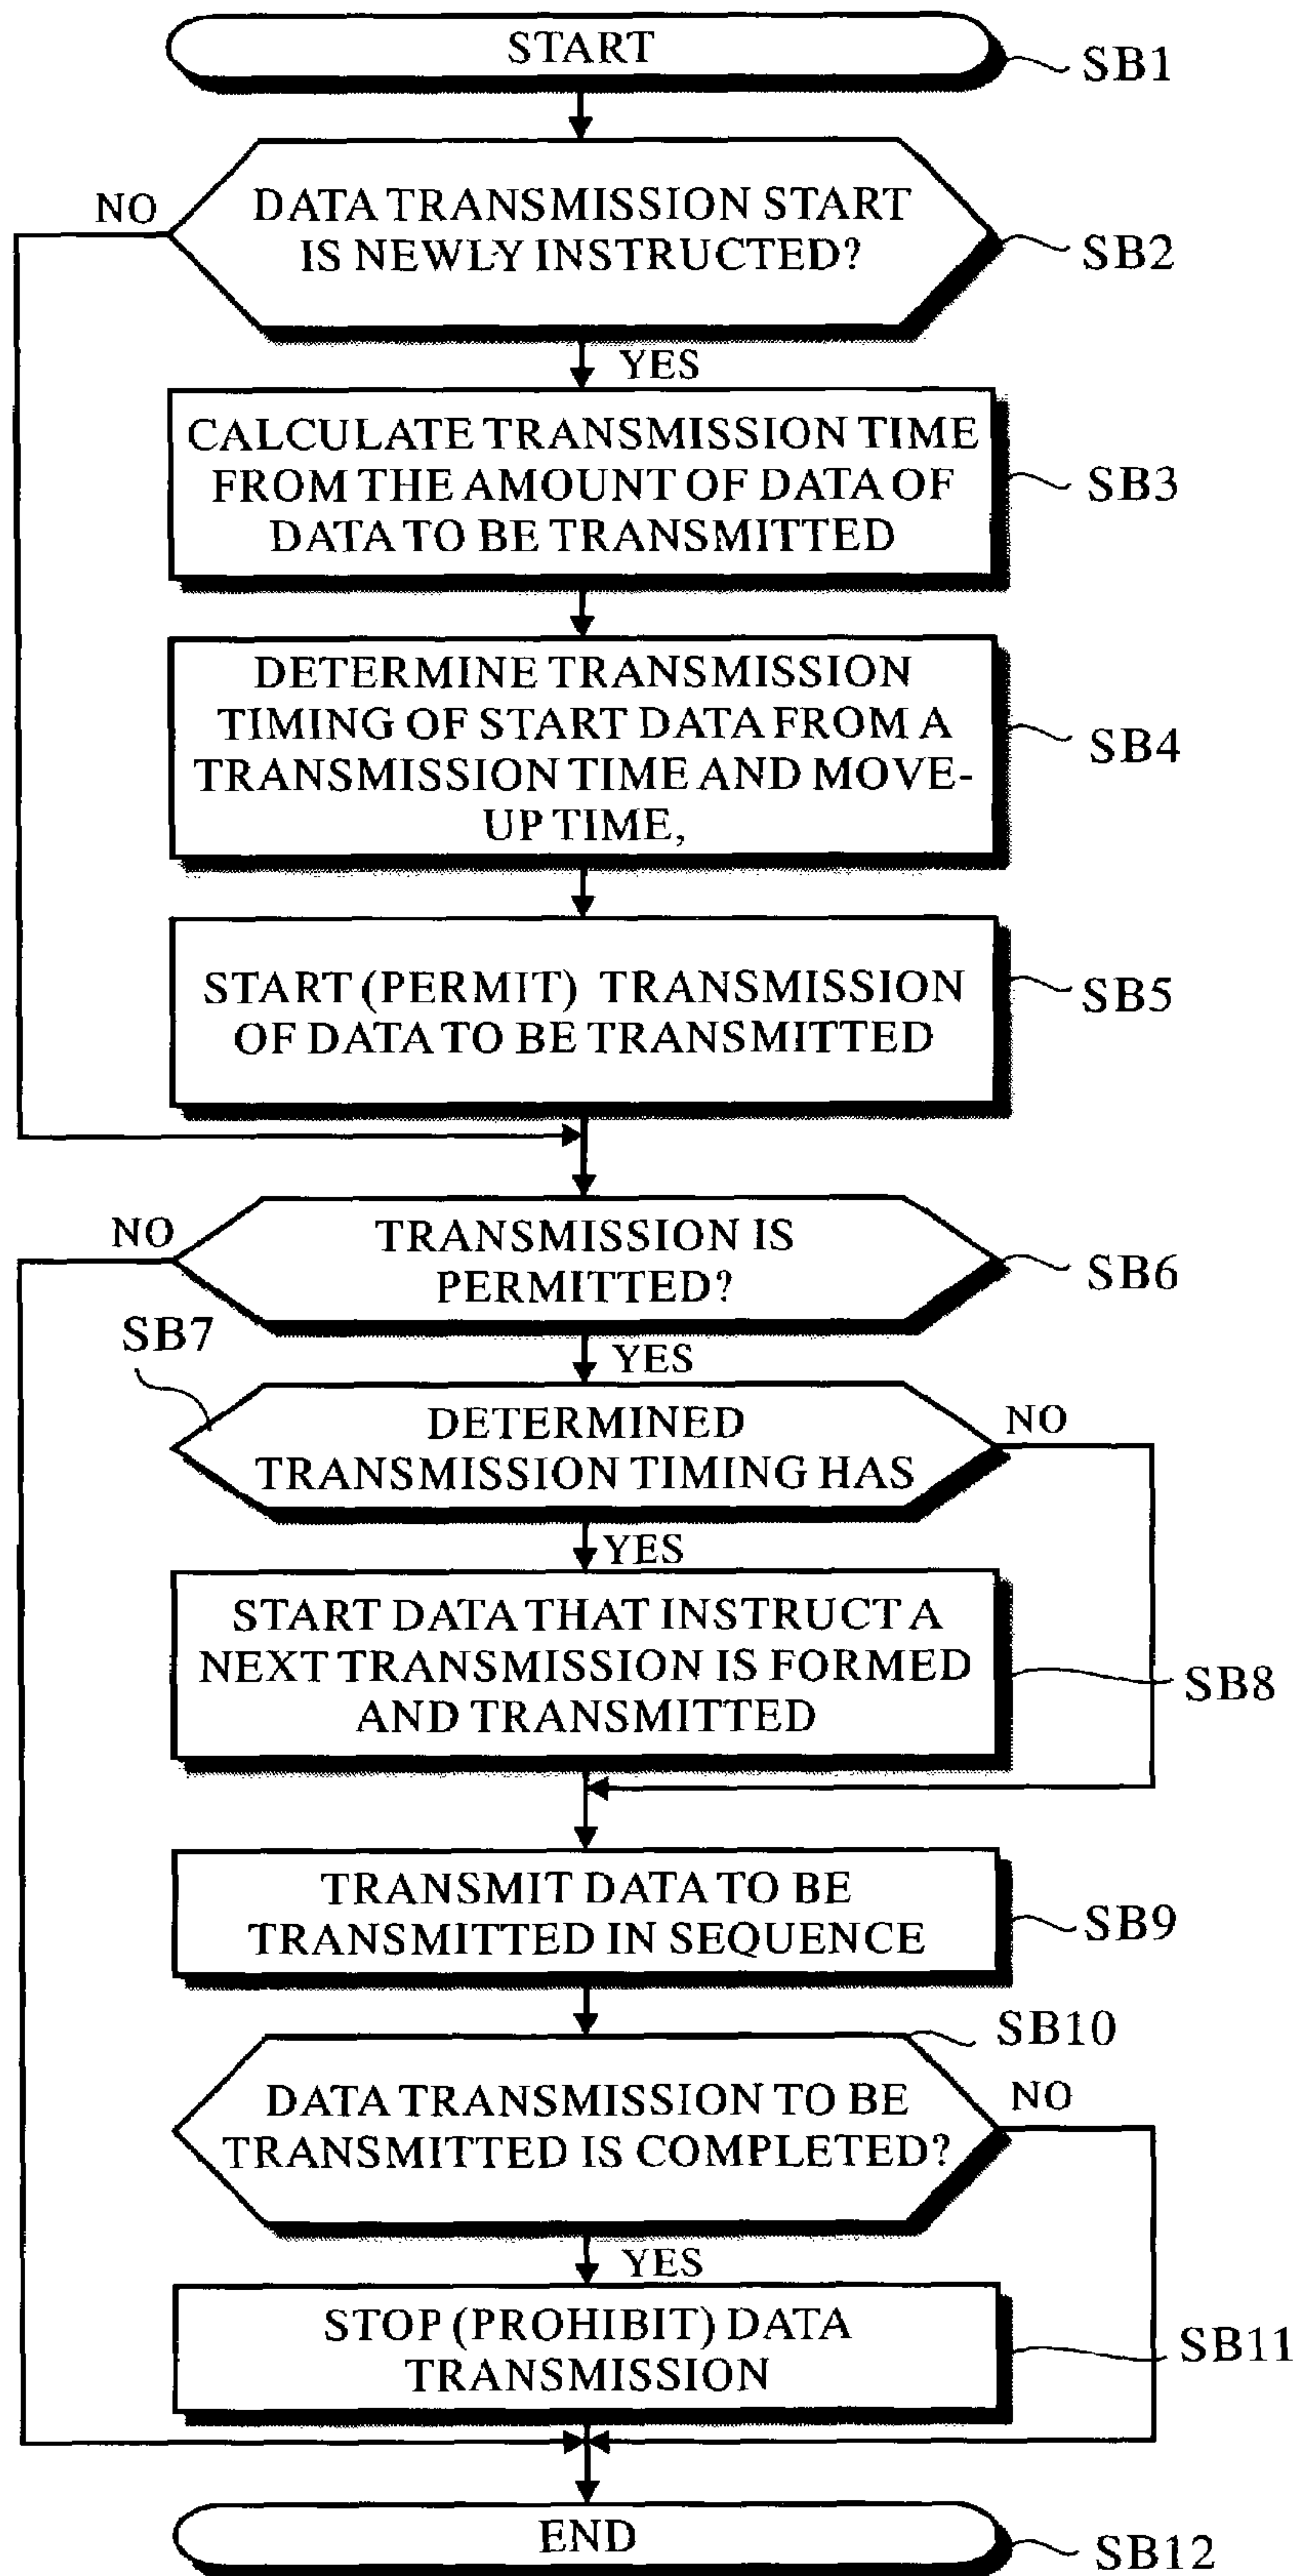 START
SB1
NO
DATA TRANSMISSION START
IS NEWLY INSTRUCTED?
SB2
YES
CALCULATE TRANSMISSION TIME
FROM THE AMOUNT OF DATA OF
DATA TO BE TRANSMITTED
SB3
DETERMINE TRANSMISSION
TIMING OF START DATA FROM A
TRANSMISSION TIME AND MOVE-
UP TIME,
SB4
START (PERMIT) TRANSMISSION
OF DATA TO BE TRANSMITTED
SB5
NO
TRANSMISSION IS
PERMITTED?
SB6
SB7
YES
DETERMINED
TRANSMISSION TIMING HAS
NO
YES
START DATA THAT INSTRUCT A
NEXT TRANSMISSION IS FORMED
AND TRANSMITTED
SB8
TRANSMIT DATA TO BE
TRANSMITTED IN SEQUENCE
SB9
SB10
DATA TRANSMISSION TO BE
TRANSMITTED IS COMPLETED?
NO
YES
STOP (PROHIBIT) DATA
TRANSMISSION
SB11
END
SB12